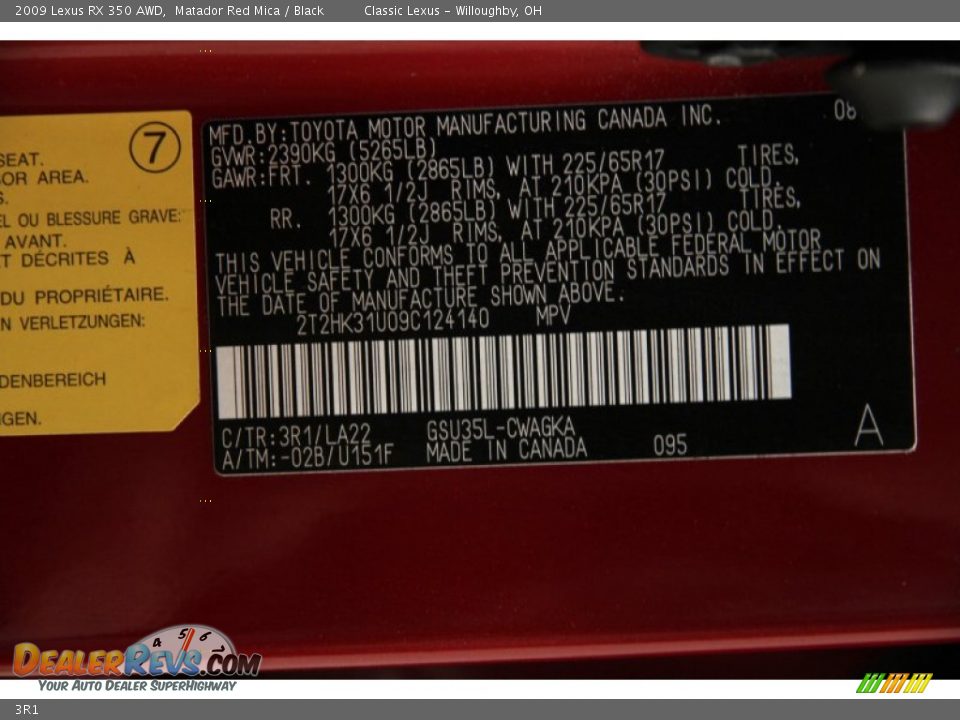 2009 Lexus RX 350 AWD, Matador Red Mica / Black Classic Lexus - Willoughby, OH
7
SEAT.
OR AREA.
S.
EL OU BLESSURE GRAVE:
AVANT.
T DÉCRITES À
DU PROPRIÉTAIRE.
N VERLETZUNGEN:
DENBEREICH
GEN.
MFD.BY:TOYOTA MOTOR MANUFACTURING CANADA INC. 08
GVWR:2390KG (5265LB)
GAWR:FRT. 1300KG (2865LB) WITH 225/65R17 TIRES,
17X6 1/2J RIMS, AT 210KPA (30PSI) COLD.
RR. 1300KG (2865LB) WITH 225/65R17 TIRES,
17X6 1/2J RIMS, AT 210KPA (30PSI) COLD.
THIS VEHICLE CONFORMS TO ALL APPLICABLE FEDERAL MOTOR
VEHICLE SAFETY AND THEFT PREVENTION STANDARDS IN EFFECT ON
THE DATE OF MANUFACTURE SHOWN ABOVE.
2T2HK31U09C124140 MPV
C/TR:3R1/LA22 GSU35L-CWAGKA
A/TM:-02B/U151F MADE IN CANADA 095 A
4 5 6
DEALERREVS.COM
YOUR AUTO DEALER SUPERHIGHWAY
3R1